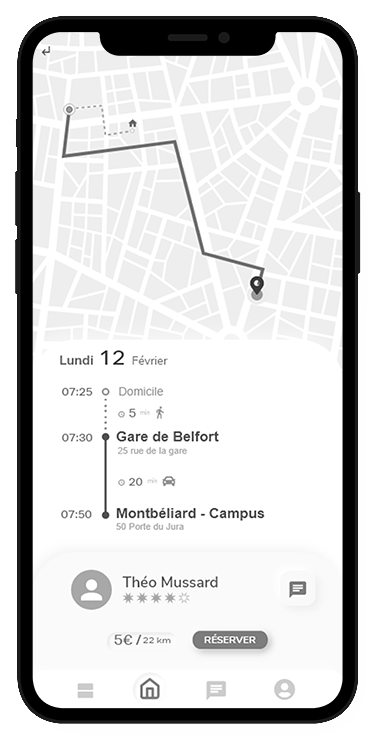 Lundi 12 Février
07:25 Domicile
5 min
07:30 Gare de Belfort
25 rue de la gare
20 min
07:50 Montbéliard - Campus
50 Porte du Jura
Théo Mussard
5€ / 22 km RÉSERVER